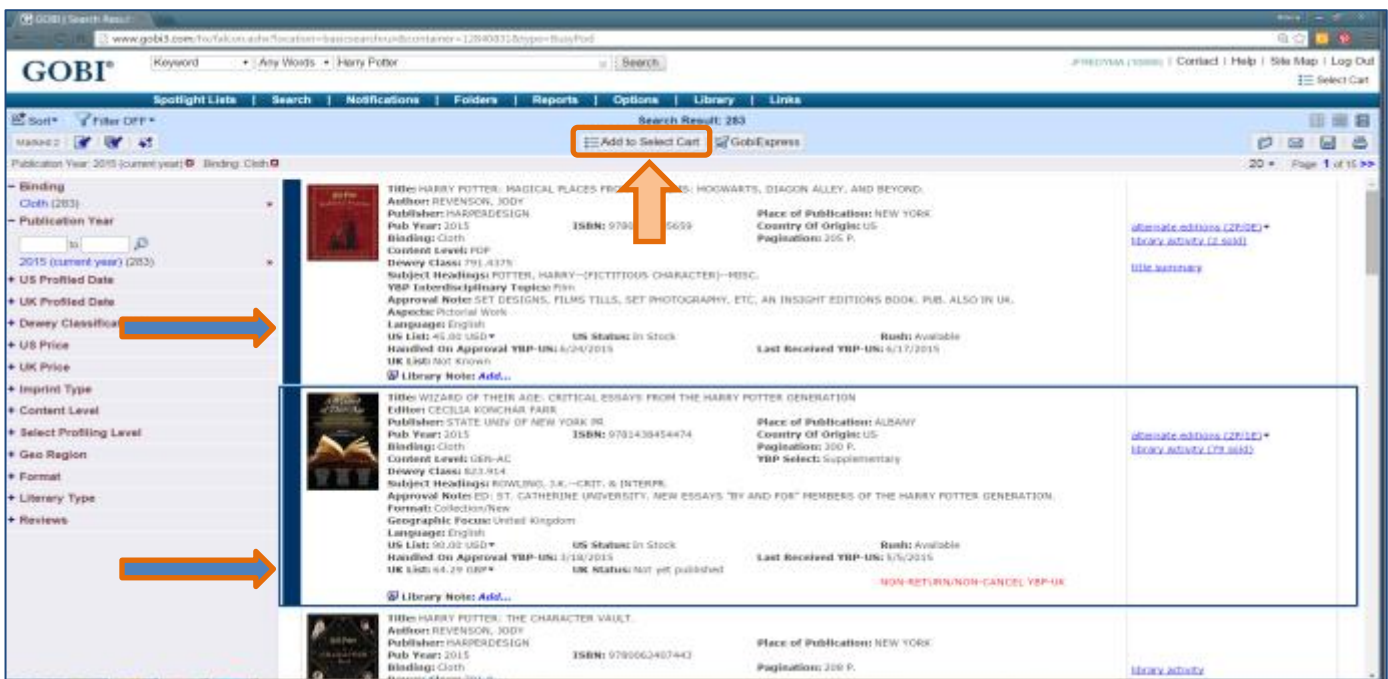 GOBI | Search Result
www.gobi3.com
GOBI® Keyword Any Words Harry Potter Search Contact | Help | Site Map | Log Out
Select Cart
Spotlight Lists | Search | Notifications | Folders | Reports | Options | Library | Links
Sort Filter OFF Search Result: 283
Marked: 2 Add to Select Cart GobiExpress
Publication Year: 2015 (current year) Binding: Cloth 20 Page 1 of 15 >>
- Binding
Cloth (283)
- Publication Year
to
2015 (current year) (283)
+ US Profiled Date
+ UK Profiled Date
+ Dewey Classificat
+ US Price
+ UK Price
+ Imprint Type
+ Content Level
+ Select Profiling Level
+ Geo Region
+ Format
+ Literary Type
+ Reviews
Title: HARRY POTTER: MAGICAL PLACES HOGWARTS, DIAGON ALLEY, AND BEYOND.
Author: REVENSON, JODY
Publisher: HARPERDESIGN Place of Publication: NEW YORK
Pub Year: 2015 ISBN: Country Of Origin: US
Binding: Cloth Pagination: 205 P.
Content Level: POP
Dewey Class: 791.4375
Subject Headings: POTTER, HARRY--(FICTITIOUS CHARACTER)--MISC.
YBP Interdisciplinary Topics: Film
Approval Note: SET DESIGNS, FILMS TILLS, SET PHOTOGRAPHY, ETC, AN INSIGHT EDITIONS BOOK. PUB. ALSO IN UK.
Aspects: Pictorial Work
Language: English
US List: 45.00 USD US Status: In Stock Rush: Available
Handled On Approval YBP-US: 6/24/2015 Last Received YBP-US: 6/17/2015
UK List: Not Known
Library Note: Add...
alternate editions (2P/0E)
library activity (2 sold)
title summary
Title: WIZARD OF THEIR AGE: CRITICAL ESSAYS FROM THE HARRY POTTER GENERATION
Editor: CECILIA KONCHAR FARR
Publisher: STATE UNIV OF NEW YORK PR Place of Publication: ALBANY
Pub Year: 2015 ISBN: 9781438454474 Country Of Origin: US
Binding: Cloth Pagination: 300 P.
Content Level: GEN-AC YBP Select: Supplementary
Dewey Class: 823.914
Subject Headings: ROWLING, J.K.--CRIT. & INTERPR.
Approval Note: ED: ST. CATHERINE UNIVERSITY. NEW ESSAYS "BY AND FOR" MEMBERS OF THE HARRY POTTER GENERATION.
Format: Collection/New
Geographic Focus: United Kingdom
Language: English
US List: 90.00 USD US Status: In Stock Rush: Available
Handled On Approval YBP-US: 3/18/2015 Last Received YBP-US: 5/5/2015
UK List: 64.29 GBP UK Status: Not yet published
NON-RETURN/NON-CANCEL YBP-UK
Library Note: Add...
alternate editions (2P/1E)
library activity (79 sold)
Title: HARRY POTTER: THE CHARACTER VAULT.
Author: REVENSON, JODY
Publisher: HARPERDESIGN Place of Publication: NEW YORK
Pub Year: 2015 ISBN: 9780062407443
Binding: Cloth Pagination: 208 P.
library activity